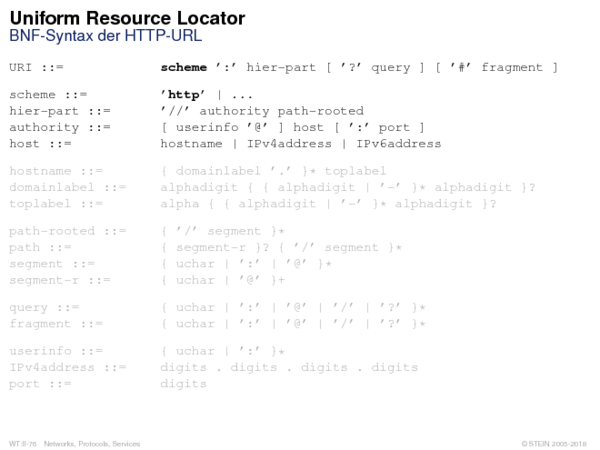 Uniform Resource Locator
BNF-Syntax der HTTP-URL
URI ::= scheme ':' hier-part [ '?' query ] [ '#' fragment ]
scheme ::= 'http' | ...
hier-part ::= '//' authority path-rooted
authority ::= [ userinfo '@' ] host [ ':' port ]
host ::= hostname | IPv4address | IPv6address
hostname ::= { domainlabel '.' }* toplabel
domainlabel ::= alphadigit { { alphadigit | '-' }* alphadigit }?
toplabel ::= alpha { { alphadigit | '-' }* alphadigit }?
path-rooted ::= { '/' segment }*
path ::= { segment-r }? { '/' segment }*
segment ::= { uchar | ':' | '@' }*
segment-r ::= { uchar | '@' }+
query ::= { uchar | ':' | '@' | '/' | '?' }*
fragment ::= { uchar | ':' | '@' | '/' | '?' }*
userinfo ::= { uchar | ':' }*
IPv4address ::= digits . digits . digits . digits
port ::= digits
WT:II-76 Networks, Protocols, Services © STEIN 2005-2018